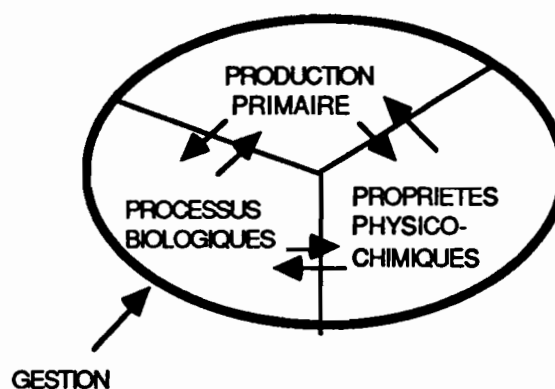 PRODUCTION
PRIMAIRE
PROCESSUS
BIOLOGIQUES
PROPRIETES
PHYSICO-
CHIMIQUES
GESTION